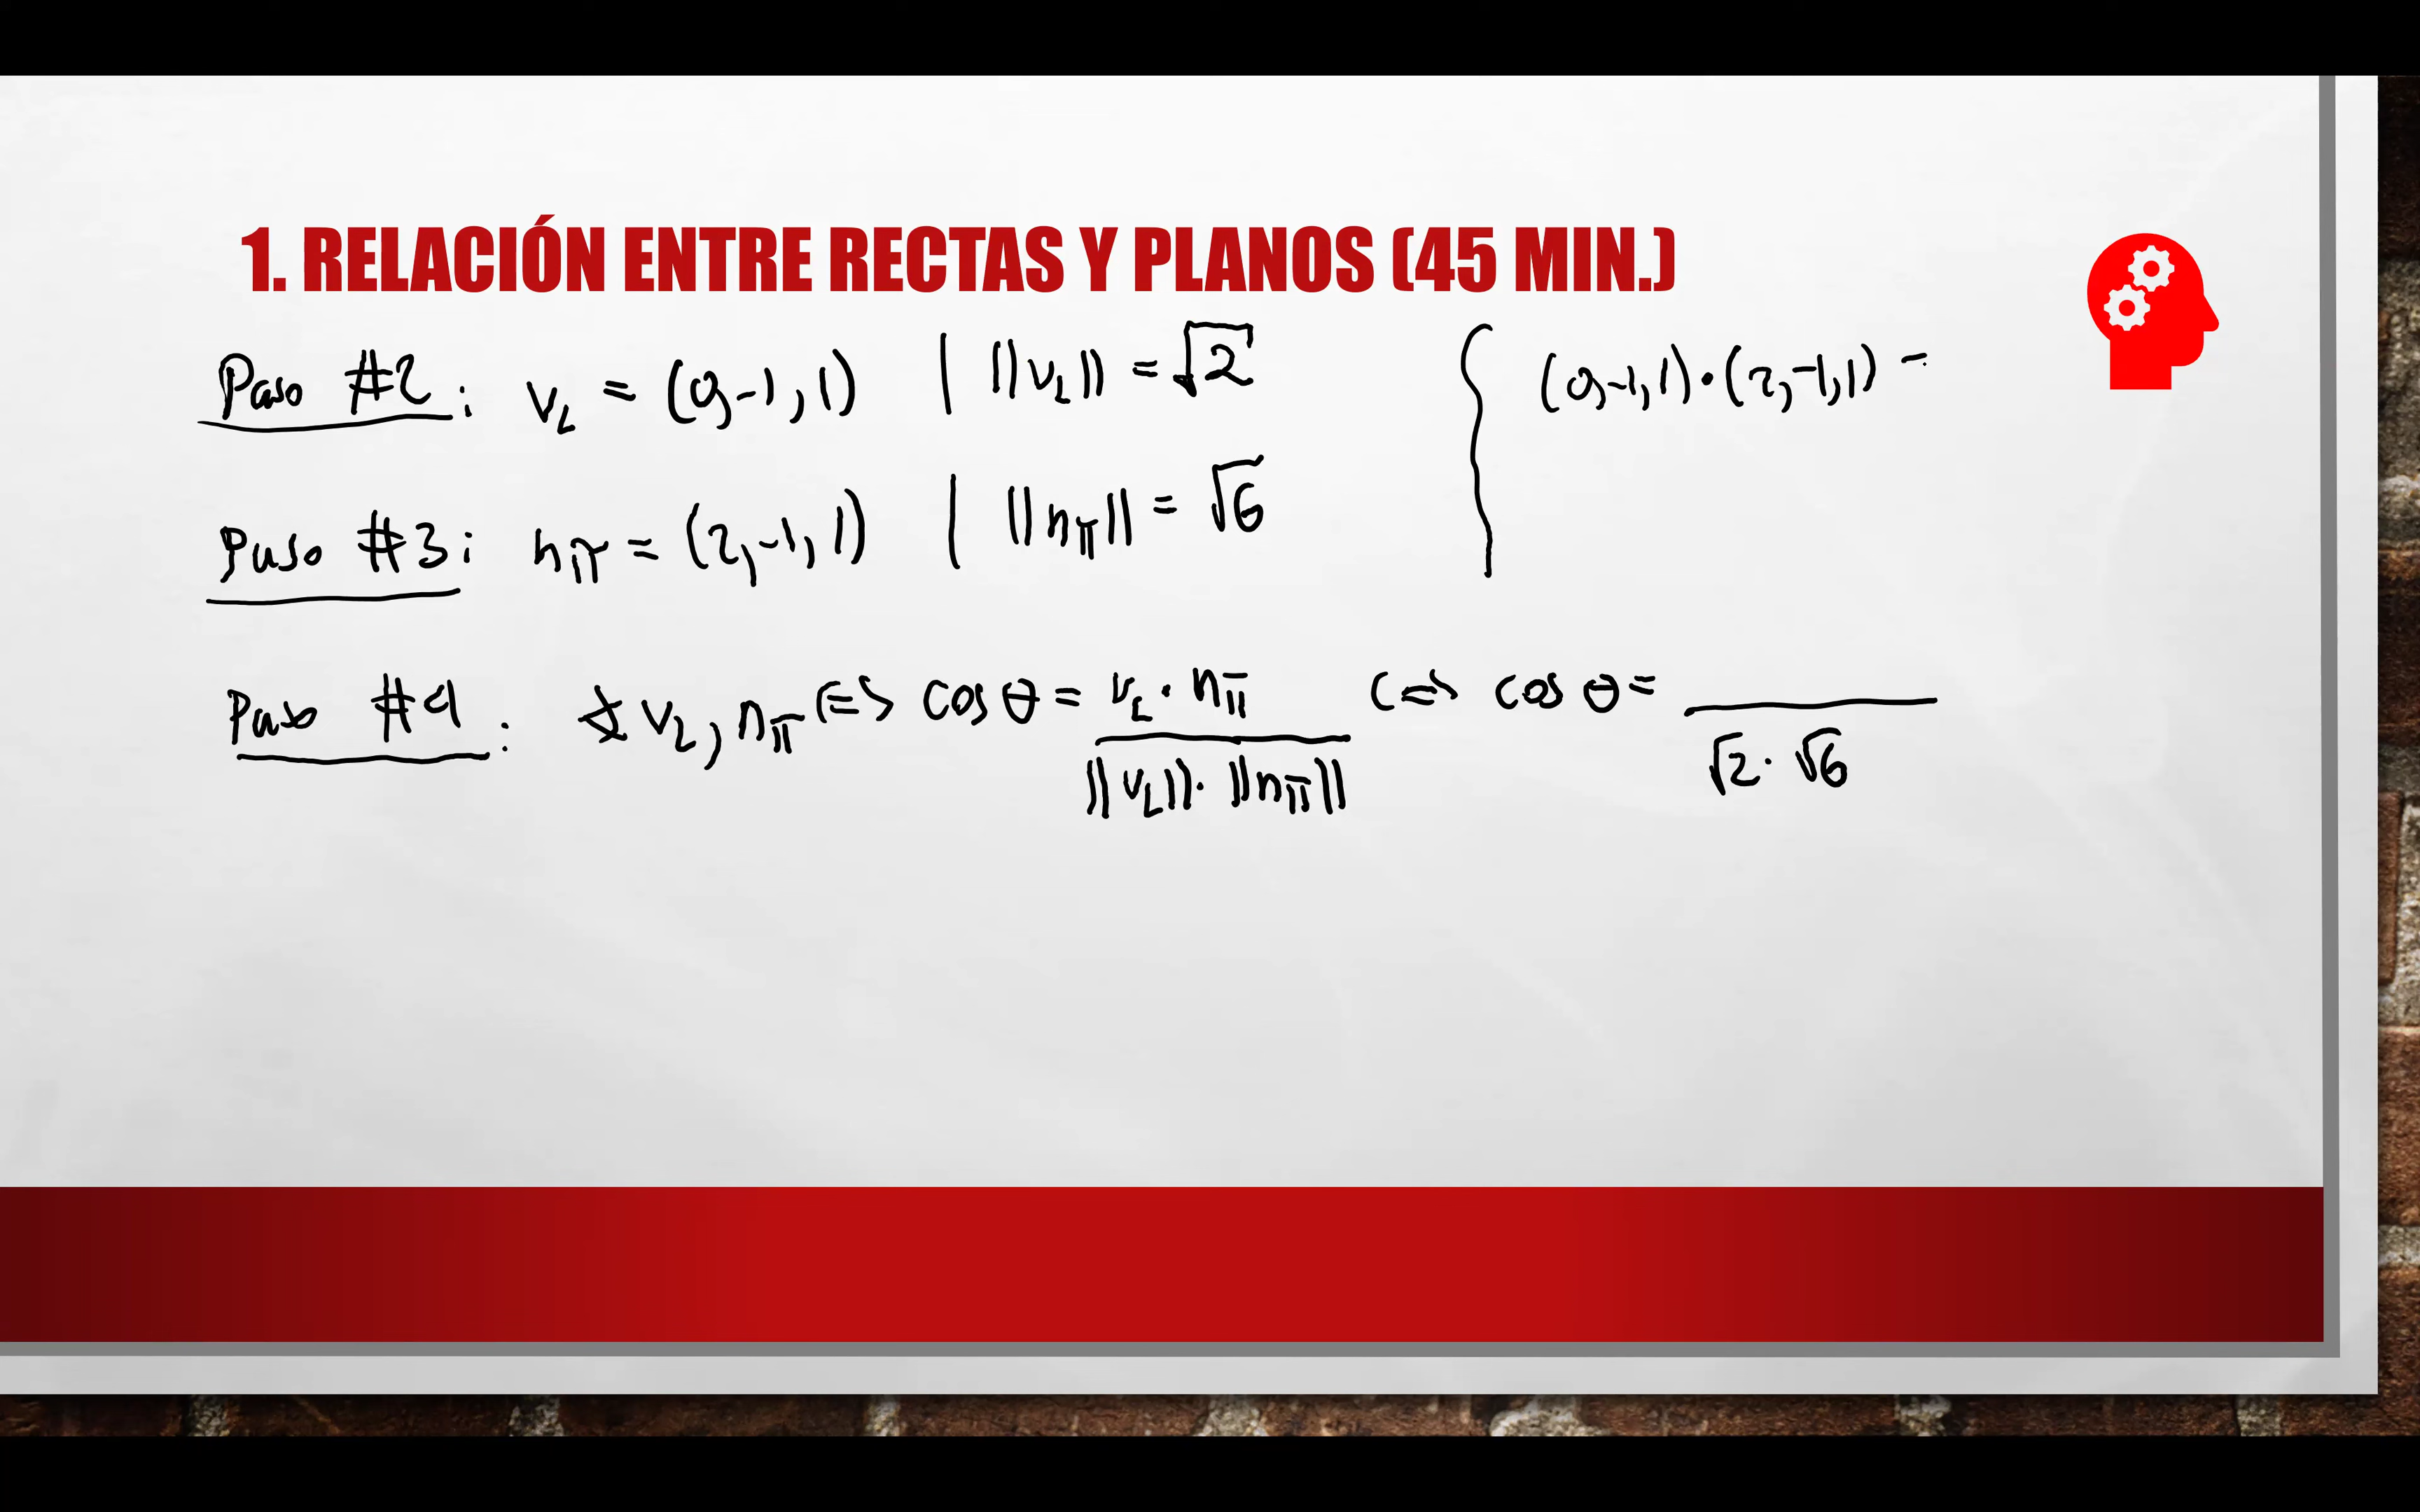 1. RELACIÓN ENTRE RECTAS Y PLANOS (45 MIN.)
Paso #2: v_L = (0,-1,1) | ||v_L|| = √2 { (0,-1,1)·(2,-1,1) =
Paso #3: n_π = (2,-1,1) | ||n_π|| = √6
Paso #4: ∡ v_L, n_π ⇔ cos θ = v_L · n_π / ||v_L||·||n_π|| ⇔ cos θ = / √2·√6